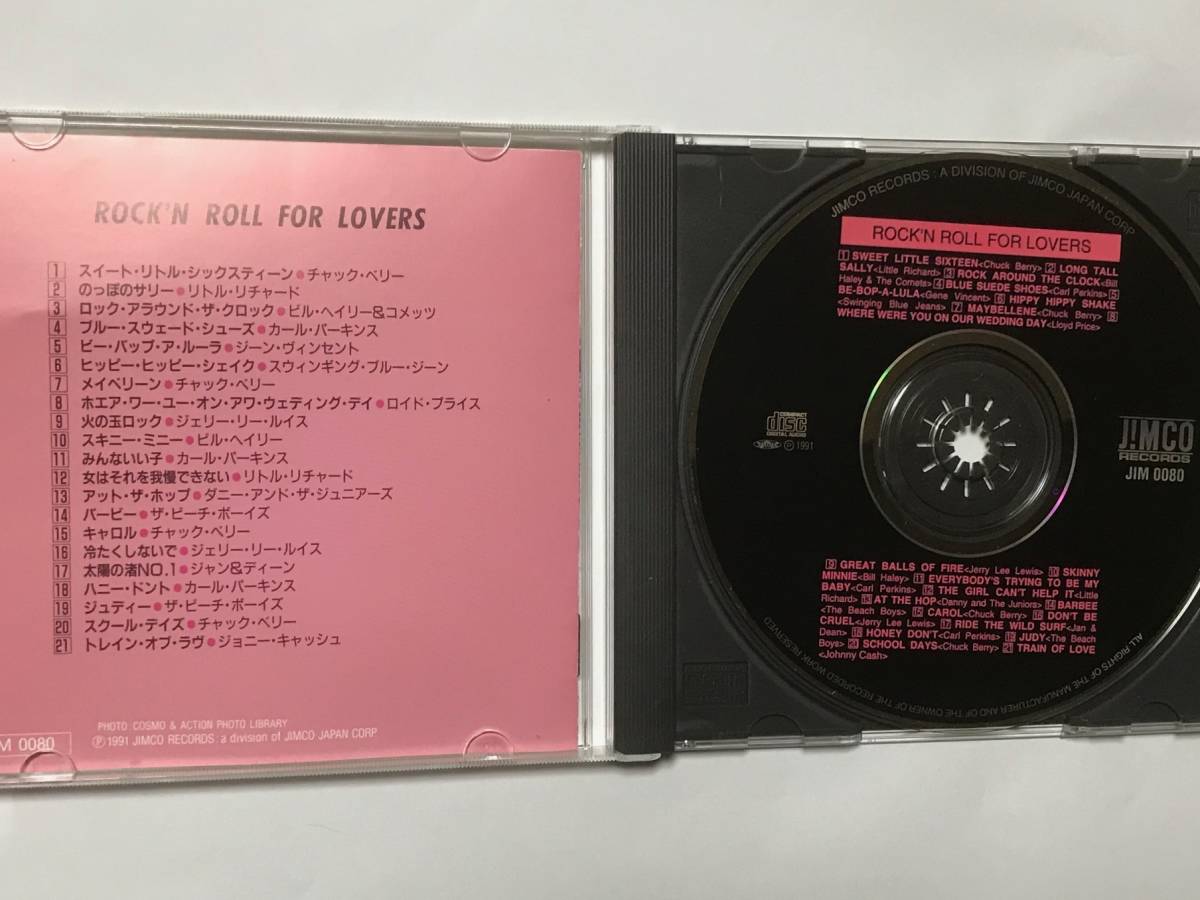 ROCK'N ROLL FOR LOVERS
1 スイート・リトル・シックスティーン●チャック・ベリー
2 のっぽのサリー●リトル・リチャード
3 ロック・アラウンド・ザ・クロック●ビル・ヘイリー&コメッツ
4 ブルー・スウェード・シューズ●カール・パーキンス
5 ビー・バップ・ア・ルーラ●ジーン・ヴィンセント
6 ヒッピー・ヒッピー・シェイク●スウィンギング・ブルー・ジーン
7 メイベリーン●チャック・ベリー
8 ホエア・ワー・ユー・オン・アワ・ウェディング・デイ●ロイド・プライス
9 火の玉ロック●ジェリー・リー・ルイス
10 スキニー・ミニー●ビル・ヘイリー
11 みんないい子●カール・パーキンス
12 女はそれを我慢できない●リトル・リチャード
13 アット・ザ・ホップ●ダニー・アンド・ザ・ジュニアーズ
14 バービー●ザ・ビーチ・ボーイズ
15 キャロル●チャック・ベリー
16 冷たくしないで●ジェリー・リー・ルイス
17 太陽の渚NO.1●ジャン&ディーン
18 ハニー・ドント●カール・パーキンス
19 ジュディー●ザ・ビーチ・ボーイズ
20 スクール・デイズ●チャック・ベリー
21 トレイン・オブ・ラヴ●ジョニー・キャッシュ
PHOTO: COSMO & ACTION PHOTO LIBRARY
Ⓟ1991 JIMCO RECORDS : a division of JIMCO JAPAN CORP
M 0080
JIMCO RECORDS : A DIVISION OF JIMCO JAPAN CORP
ROCK'N ROLL FOR LOVERS
1 SWEET LITTLE SIXTEEN<Chuck Berry> 2 LONG TALL
SALLY<Little Richard> 3 ROCK AROUND THE CLOCK<Bill
Haley & The Comets> 4 BLUE SUEDE SHOES<Carl Perkins> 5
BE-BOP-A-LULA<Gene Vincent> 6 HIPPY HIPPY SHAKE
<Swinging Blue Jeans> 7 MAYBELLENE<Chuck Berry> 8
WHERE WERE YOU ON OUR WEDDING DAY<Lloyd Price>
COMPACT
disc
DIGITAL AUDIO
Ⓟ 1991
J!MCO
RECORDS
JIM 0080
9 GREAT BALLS OF FIRE<Jerry Lee Lewis> 10 SKINNY
MINNIE<Bill Haley> 11 EVERYBODY'S TRYING TO BE MY
BABY<Carl Perkins> 12 THE GIRL CAN'T HELP IT<Little
Richard> 13 AT THE HOP<Danny and The Juniors> 14 BARBEE
<The Beach Boys> 15 CAROL<Chuck Berry> 16 DON'T BE
CRUEL<Jerry Lee Lewis> 17 RIDE THE WILD SURF<Jan &
Dean> 18 HONEY DON'T<Carl Perkins> 19 JUDY<The Beach
Boys> 20 SCHOOL DAYS<Chuck Berry> 21 TRAIN OF LOVE
<Johnny Cash>
ALL RIGHTS OF THE MANUFACTURER AND OF THE OWNER OF THE RECORDED WORK RESERVED